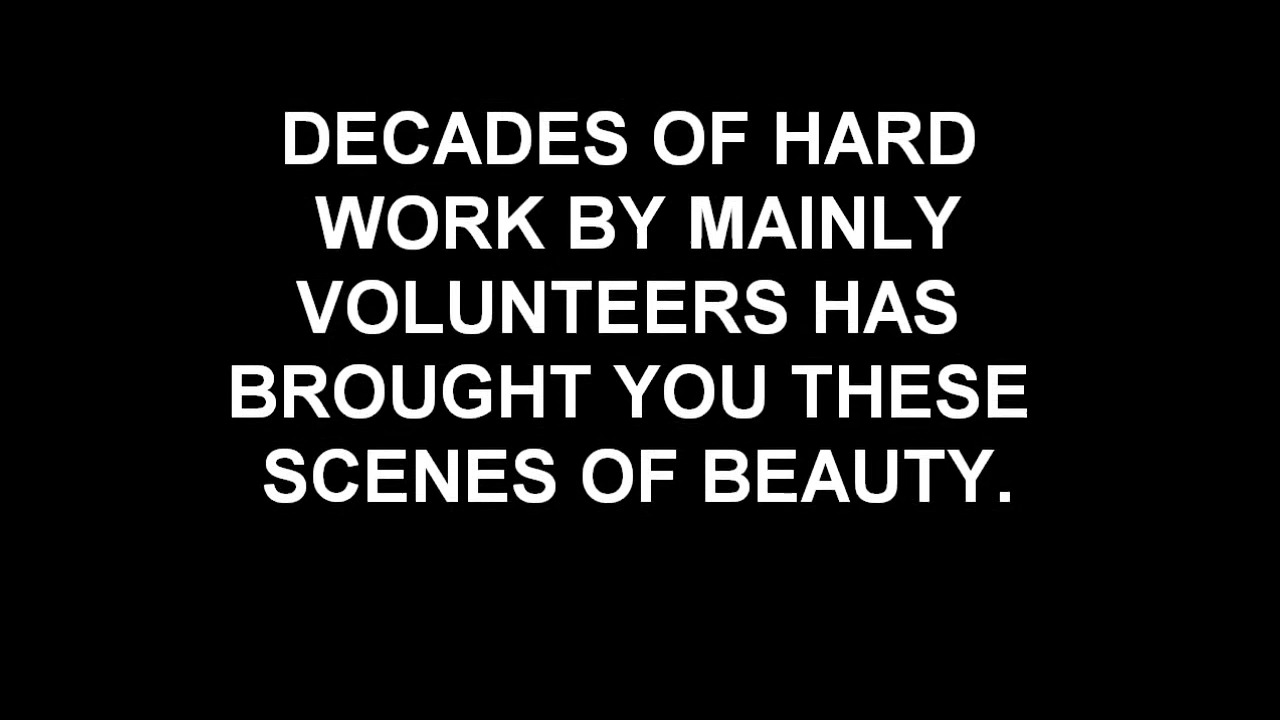 DECADES OF HARD
WORK BY MAINLY
VOLUNTEERS HAS
BROUGHT YOU THESE
SCENES OF BEAUTY.